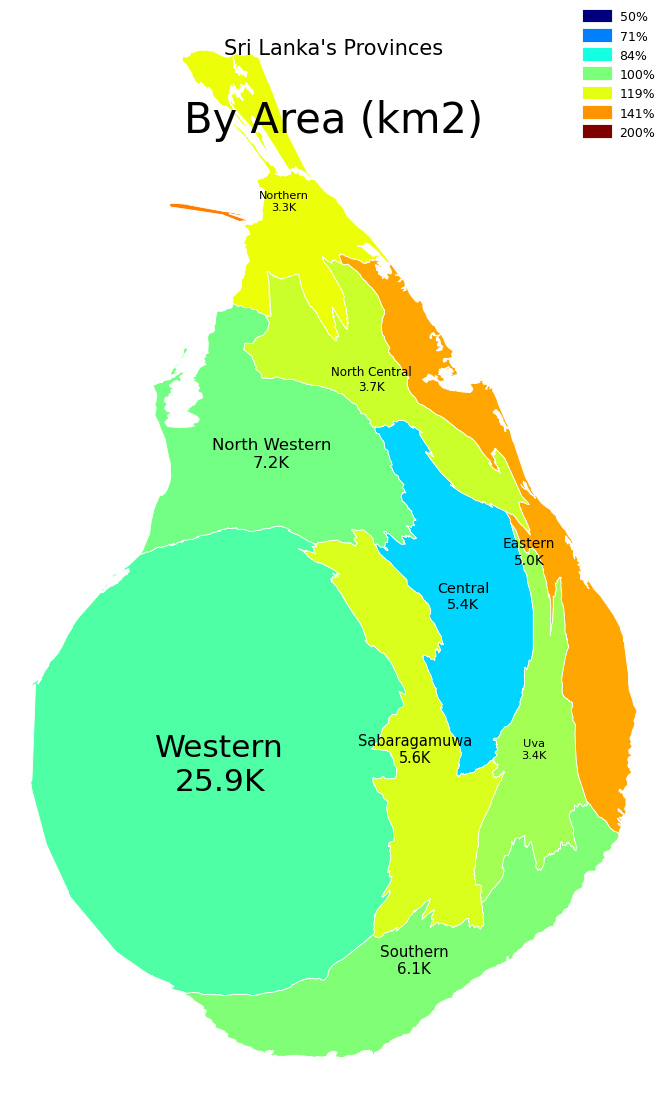 Sri Lanka's Provinces
By Area (km2)
50%
71%
84%
100%
119%
141%
200%
Northern
3.3K
North Central
3.7K
North Western
7.2K
Eastern
5.0K
Central
5.4K
Western
25.9K
Sabaragamuwa
5.6K
Uva
3.4K
Southern
6.1K